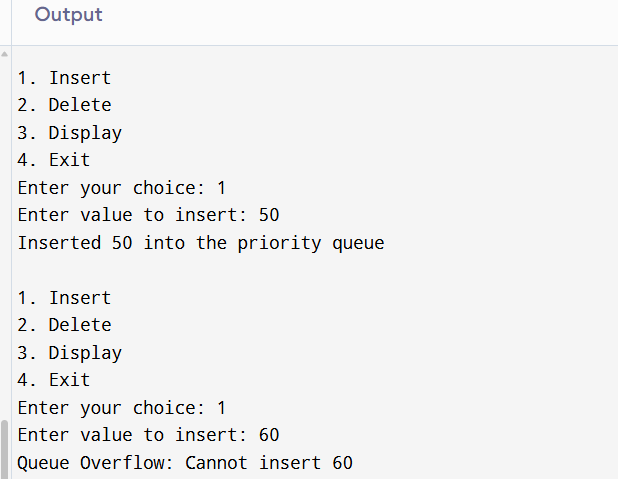 Output
1. Insert
2. Delete
3. Display
4. Exit
Enter your choice: 1
Enter value to insert: 50
Inserted 50 into the priority queue
1. Insert
2. Delete
3. Display
4. Exit
Enter your choice: 1
Enter value to insert: 60
Queue Overflow: Cannot insert 60